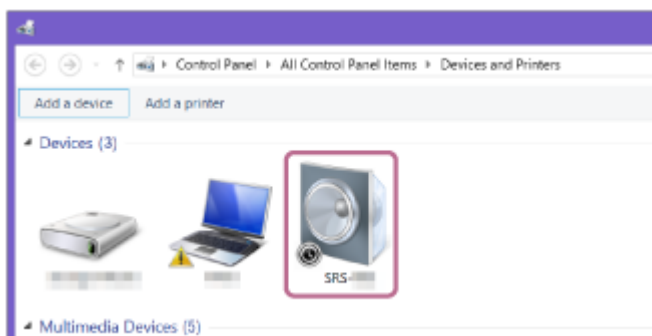 Control Panel ▸ All Control Panel Items ▸ Devices and Printers
Add a device Add a printer
Devices (3)
SRS-
Multimedia Devices (5)